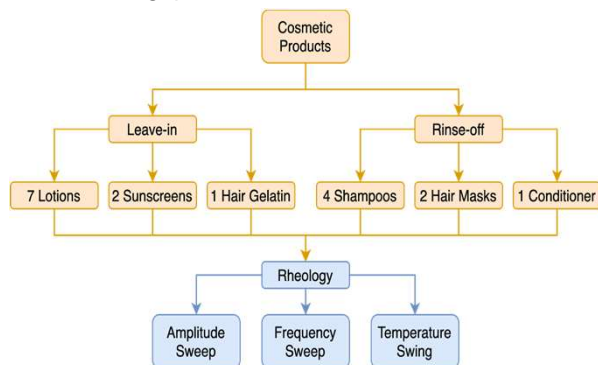 Cosmetic
Products
Leave-in
Rinse-off
7 Lotions
2 Sunscreens
1 Hair Gelatin
4 Shampoos
2 Hair Masks
1 Conditioner
Rheology
Amplitude
Sweep
Frequency
Sweep
Temperature
Swing